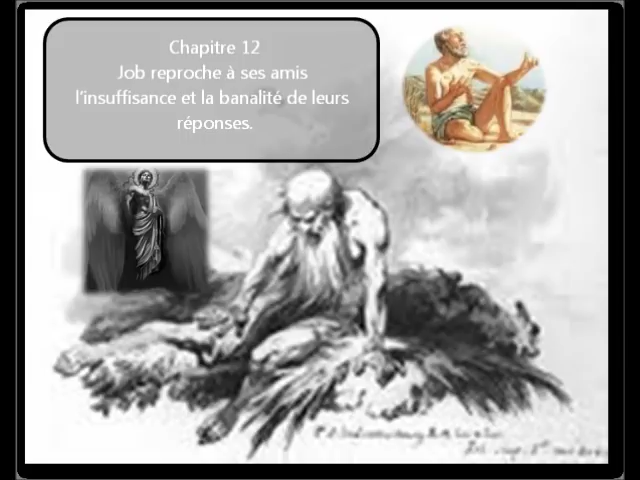 Chapitre 12
Job reproche à ses amis
l'insuffisance et la banalité de leurs
réponses.